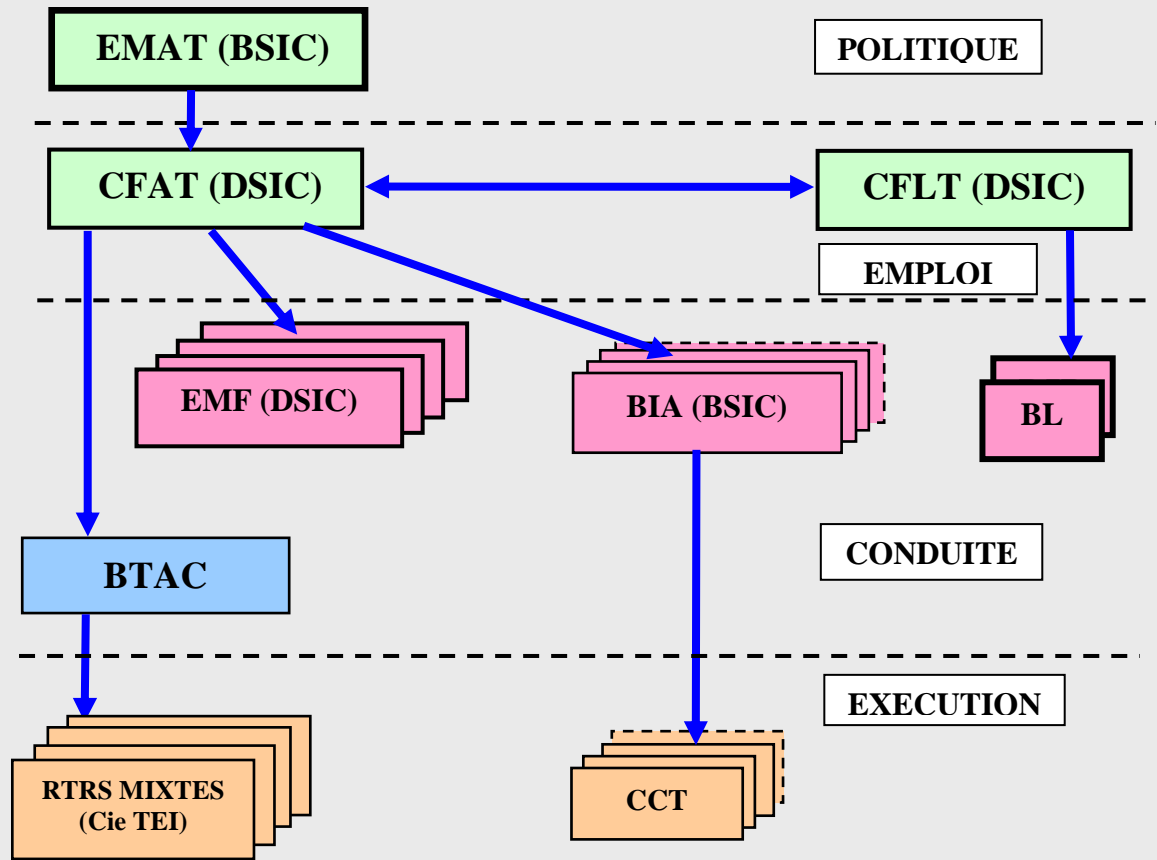 EMAT (BSIC)
POLITIQUE
CFAT (DSIC)
CFLT (DSIC)
EMPLOI
EMF (DSIC)
BIA (BSIC)
BL
BTAC
CONDUITE
EXECUTION
RTRS MIXTES
(Cie TEI)
CCT